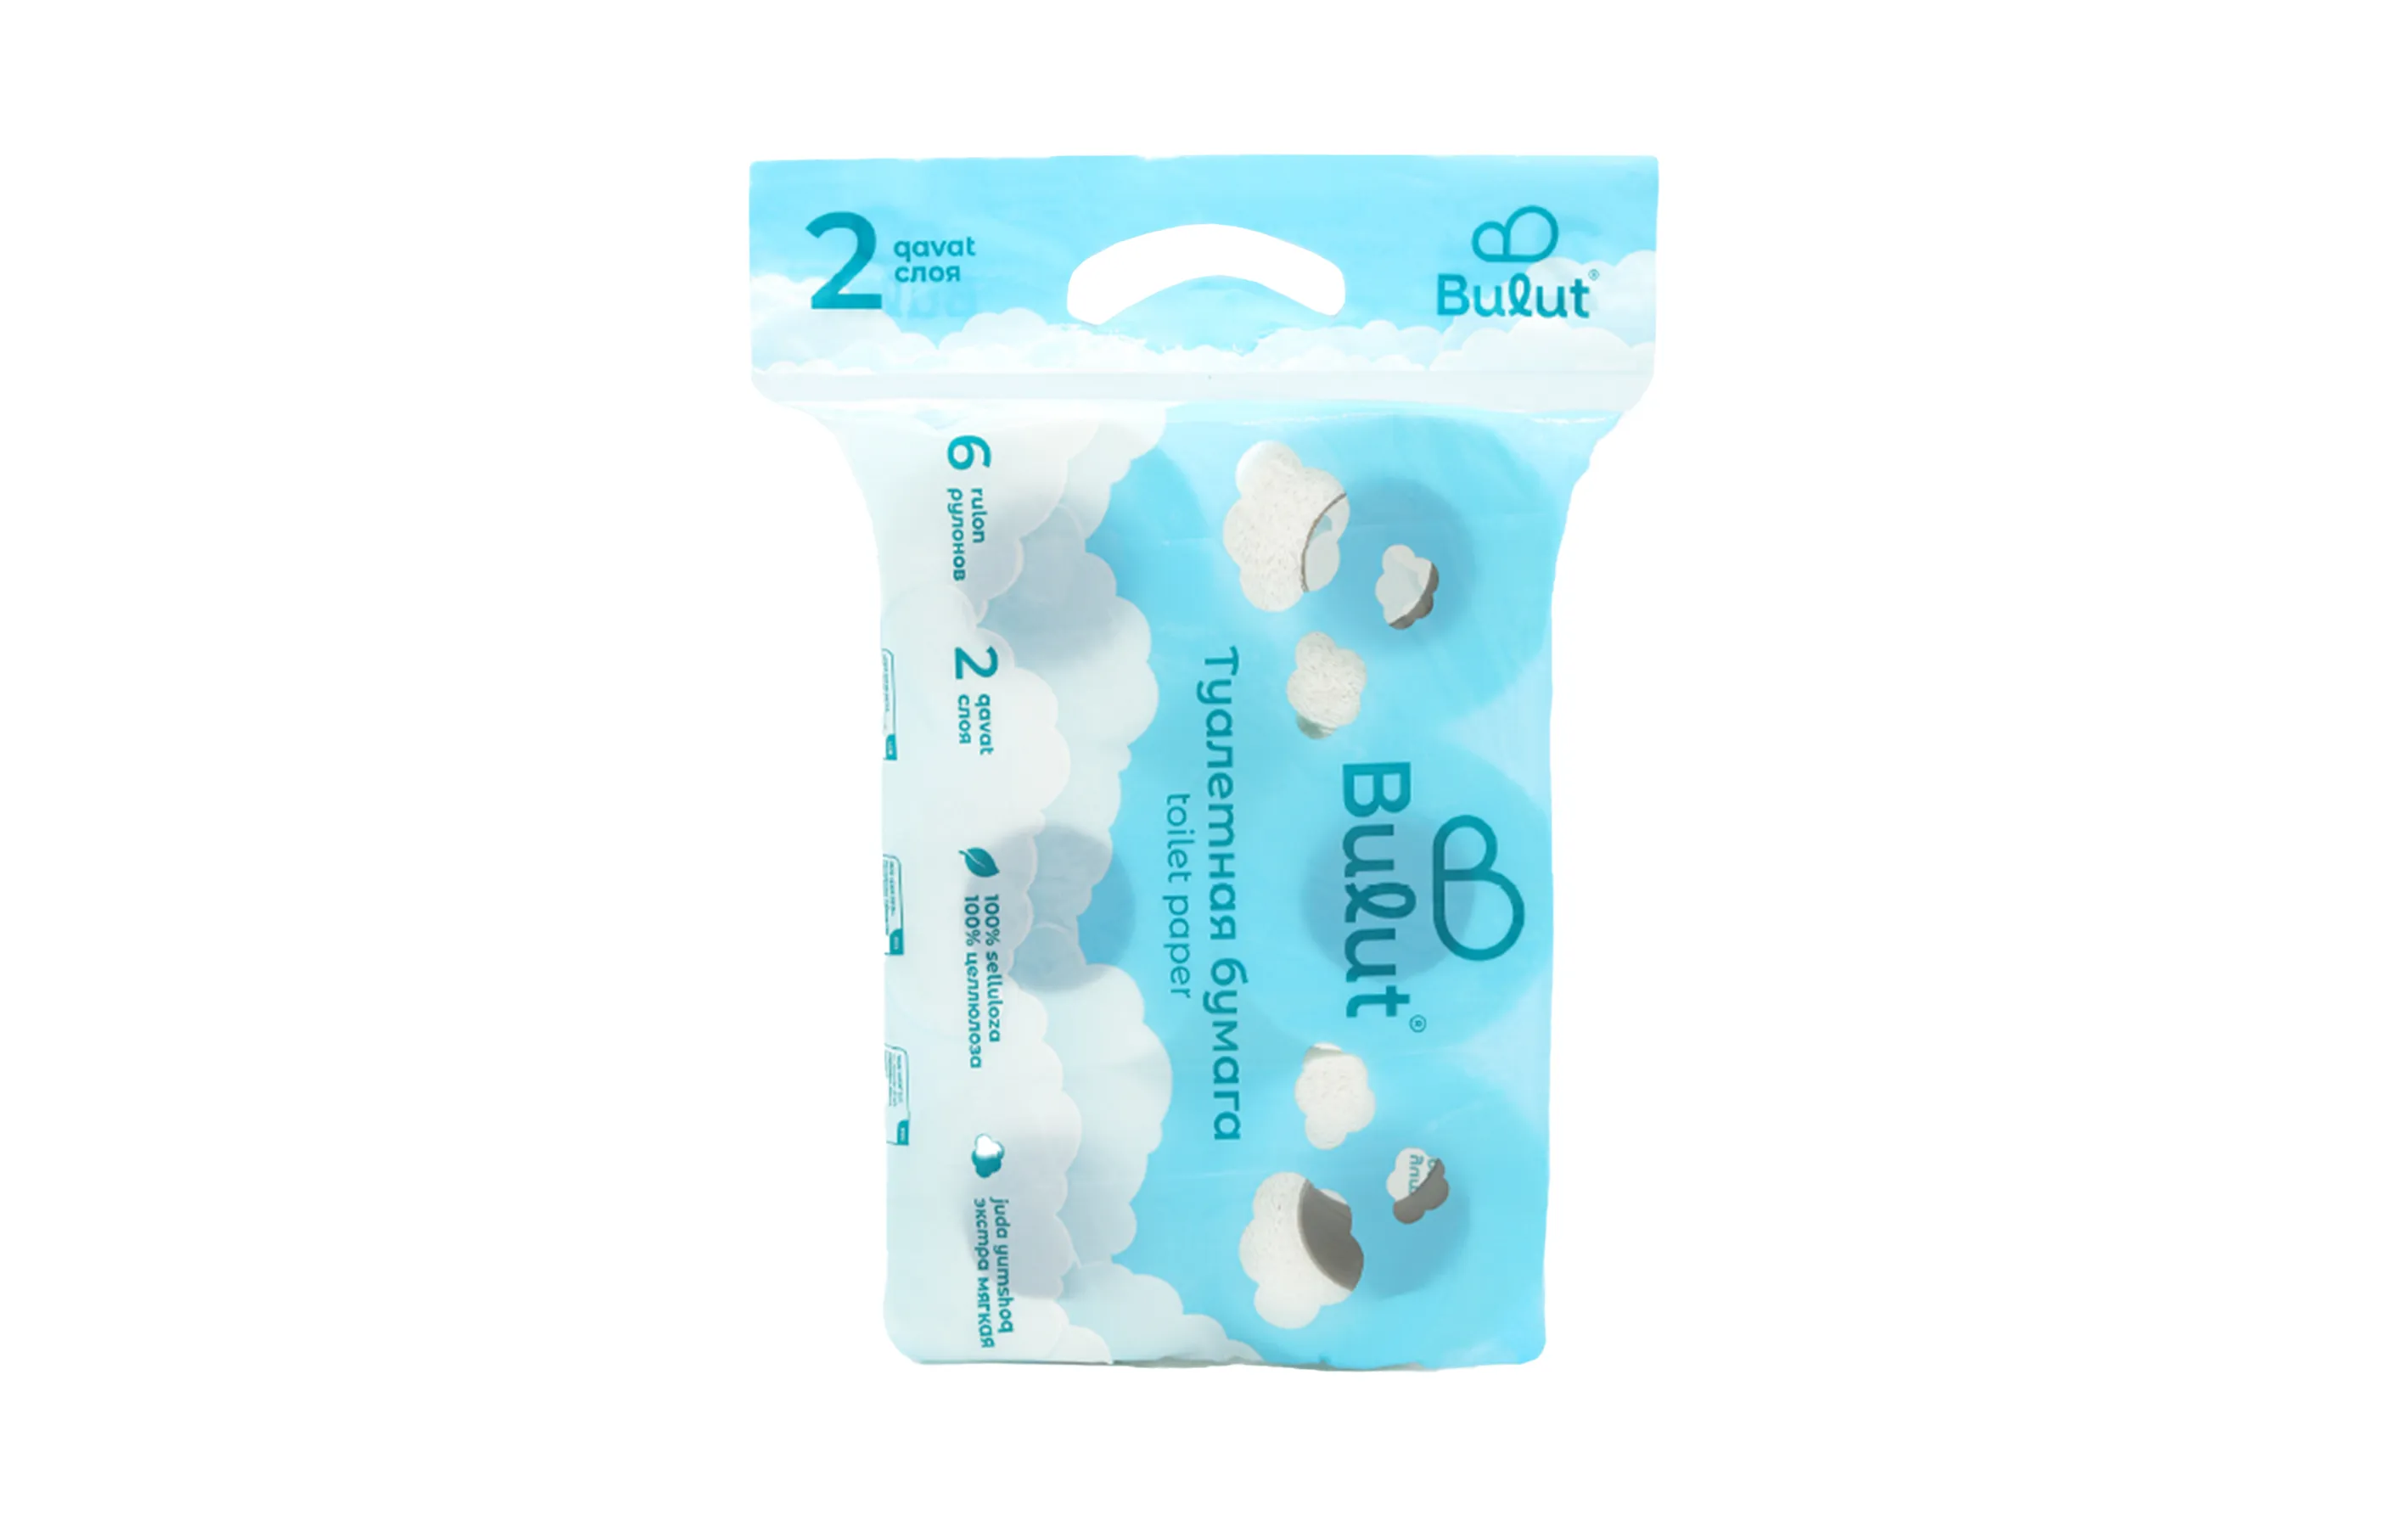 2
qavat
слоя
Bulut®
Bulut®
Туалетная бумага
toilet paper
6
rulon
рулонов
2
qavat
слоя
100% selluloza
100% целлюлоза
juda yumshoq
экстра мягкая